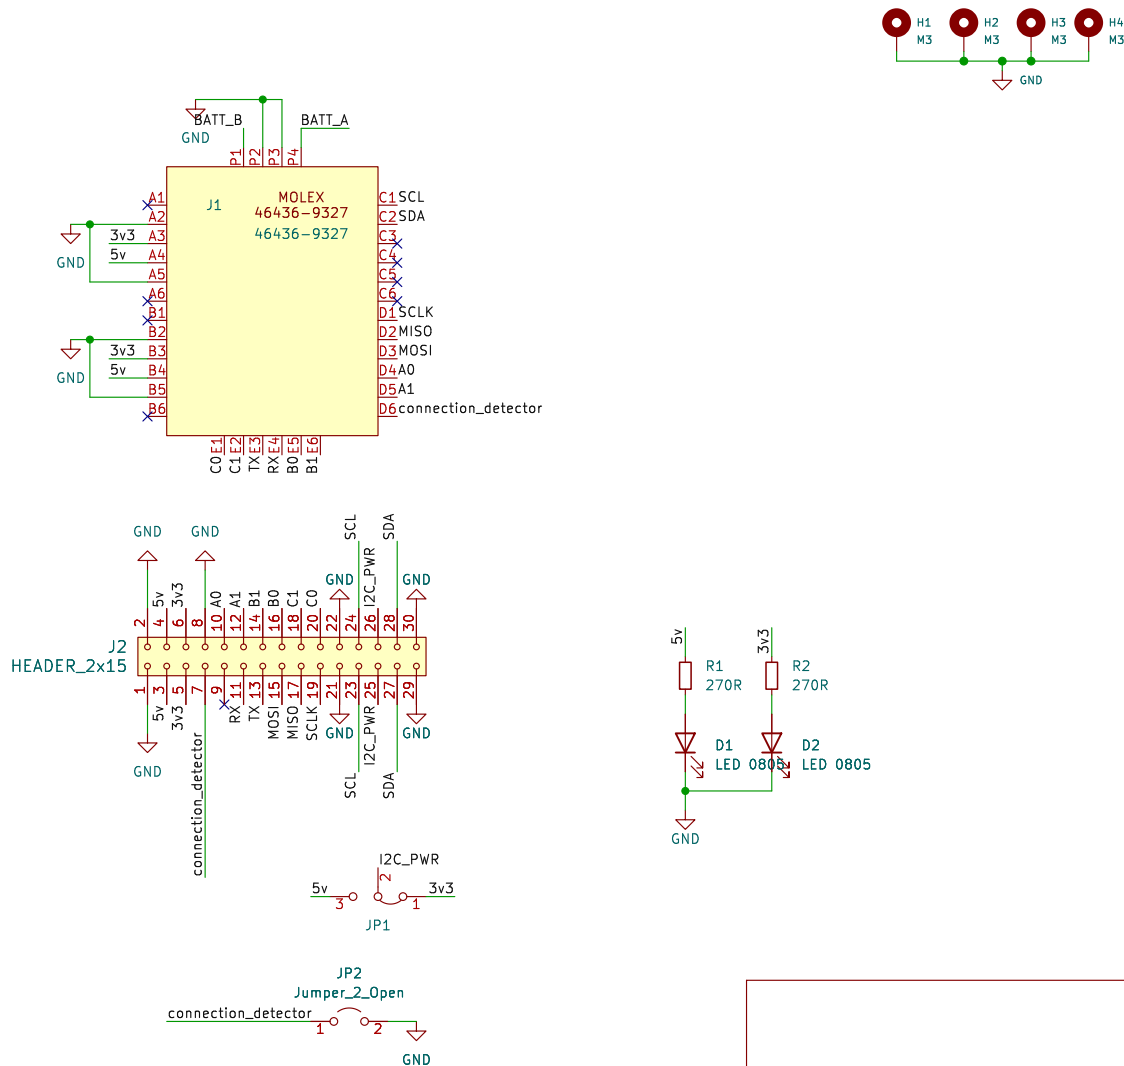 H1
M3
H2
M3
H3
M3
H4
M3
GND
BATT_B
BATT_A
GND
P1
P2
P3
P4
J1
MOLEX
46436-9327
46436-9327
A1
A2
A3
A4
A5
A6
B1
B2
B3
B4
B5
B6
3v3
5v
GND
3v3
5v
GND
C1 SCL
C2 SDA
C3
C4
C5
C6
D1 SCLK
D2 MISO
D3 MOSI
D4 A0
D5 A1
D6 connection_detector
C0 E1
C1 E2
TX E3
RX E4
B0 E5
B1 E6
GND
GND
SCL
SDA
5v
3v3
A0
A1
B1
B0
C1
C0
GND
I2C_PWR
GND
2
4
6
8
10
12
14
16
18
20
22
24
26
28
30
J2
HEADER_2x15
1
3
5
7
9
11
13
15
17
19
21
23
25
27
29
5v
3v3
RX
TX
MOSI
MISO
SCLK
GND
I2C_PWR
GND
GND
connection_detector
SCL
SDA
5v
3v3
R1
270R
R2
270R
D1
LED 0805
D2
LED 0805
GND
I2C_PWR
5v
2
3v3
3
1
JP1
JP2
Jumper_2_Open
connection_detector
1
2
GND